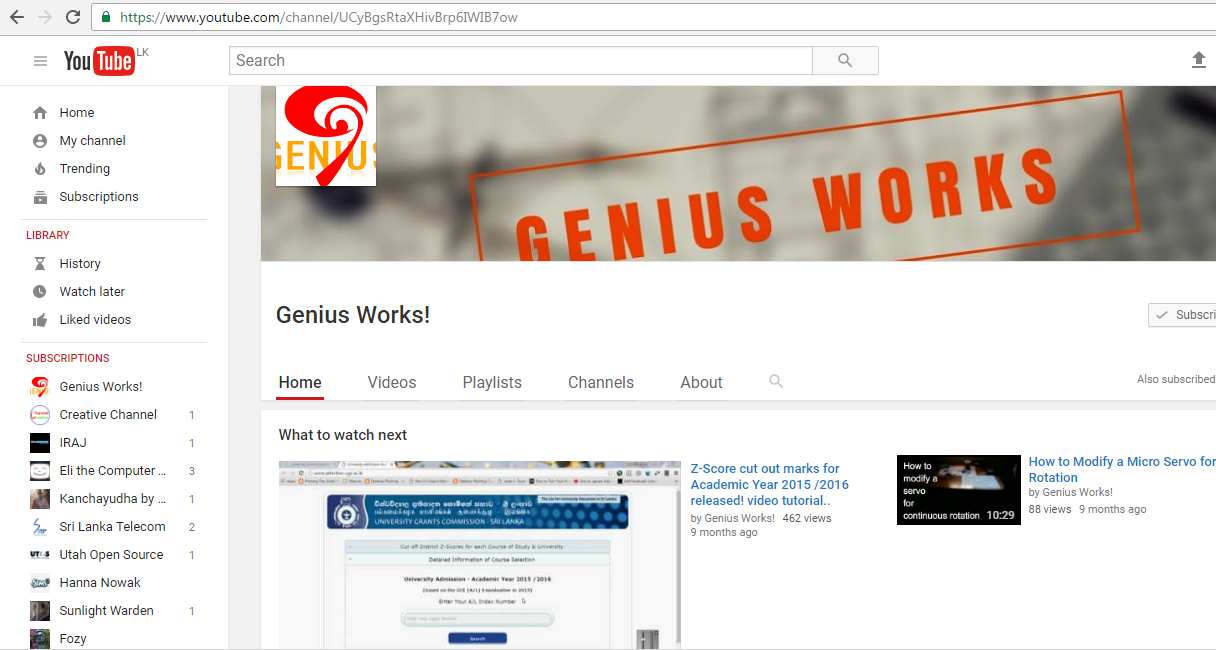 https://www.youtube.com/channel/UCyBgsRtaXHivBrp6IWIB7ow
YouTube LK
Search
Home
My channel
Trending
Subscriptions
LIBRARY
History
Watch later
Liked videos
SUBSCRIPTIONS
Genius Works!
Creative Channel 1
IRAJ 1
Eli the Computer ... 3
Kanchayudha by ... 1
Sri Lanka Telecom 2
Utah Open Source 1
Hanna Nowak
Sunlight Warden 1
Fozy
GENIUS
GENIUS WORKS
Genius Works!
Subscri
Home Videos Playlists Channels About
Also subscribed
What to watch next
UNIVERSITY GRANTS COMMISSION - SRI LANKA
Cut off District Z-Scores for each Course of Study & University
Detailed Information of Course Selection
University Admission - Academic Year 2015 /2016
(based on the GCE (A/L) Examination in 2015)
Enter Your A/L Index Number
Search
Z-Score cut out marks for
Academic Year 2015 /2016
released! video tutorial..
by Genius Works! 462 views
9 months ago
How to
modify a
servo
for
continuous rotation 10:29
How to Modify a Micro Servo for
Rotation
by Genius Works!
88 views 9 months ago